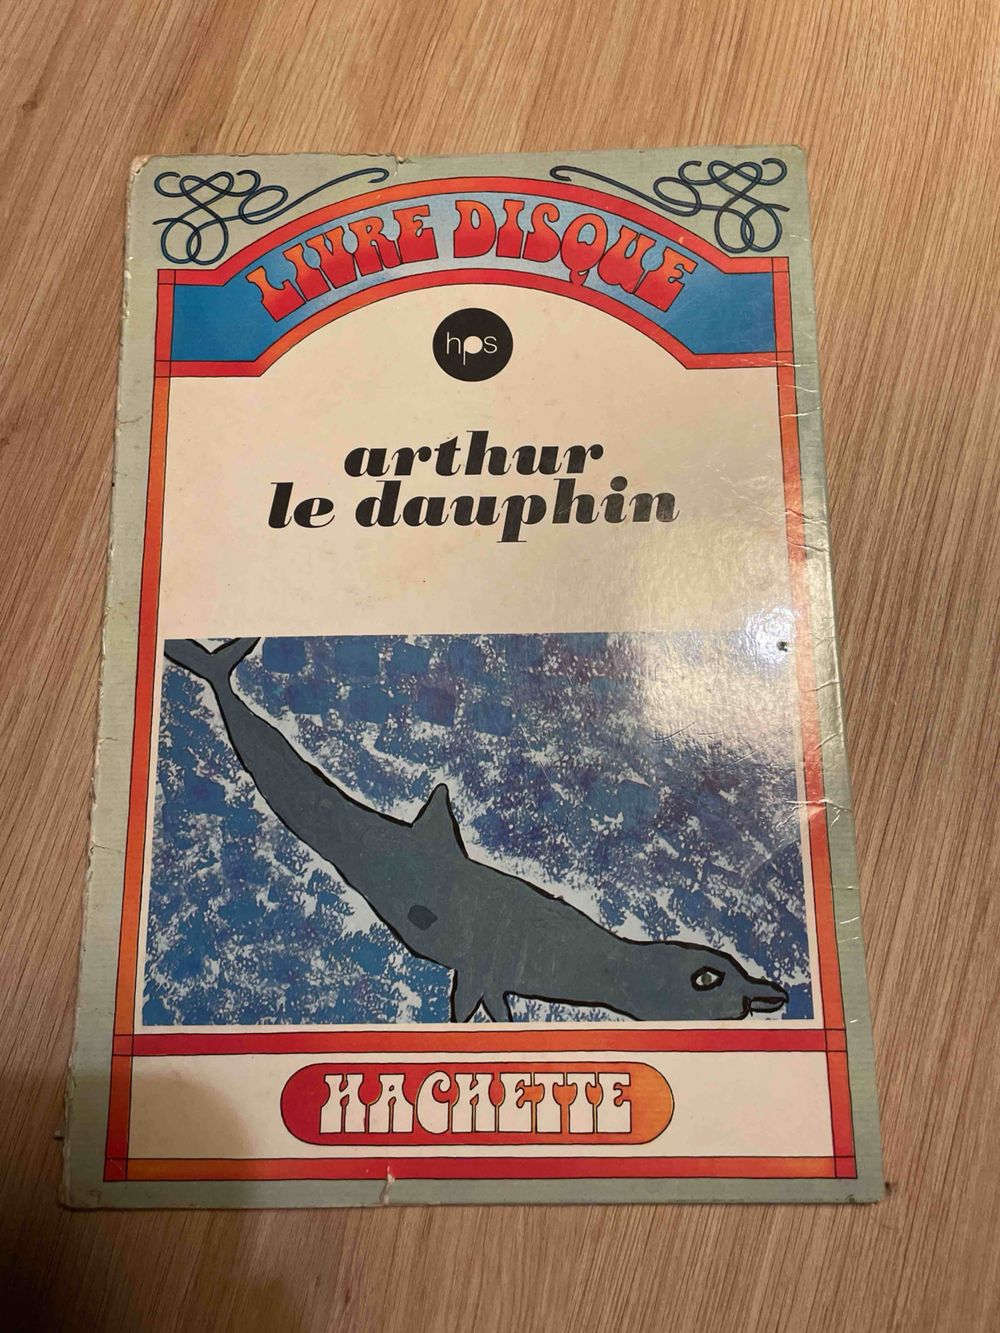 LIVRE DISQUE
hps
arthur
le dauphin
HACHETTE